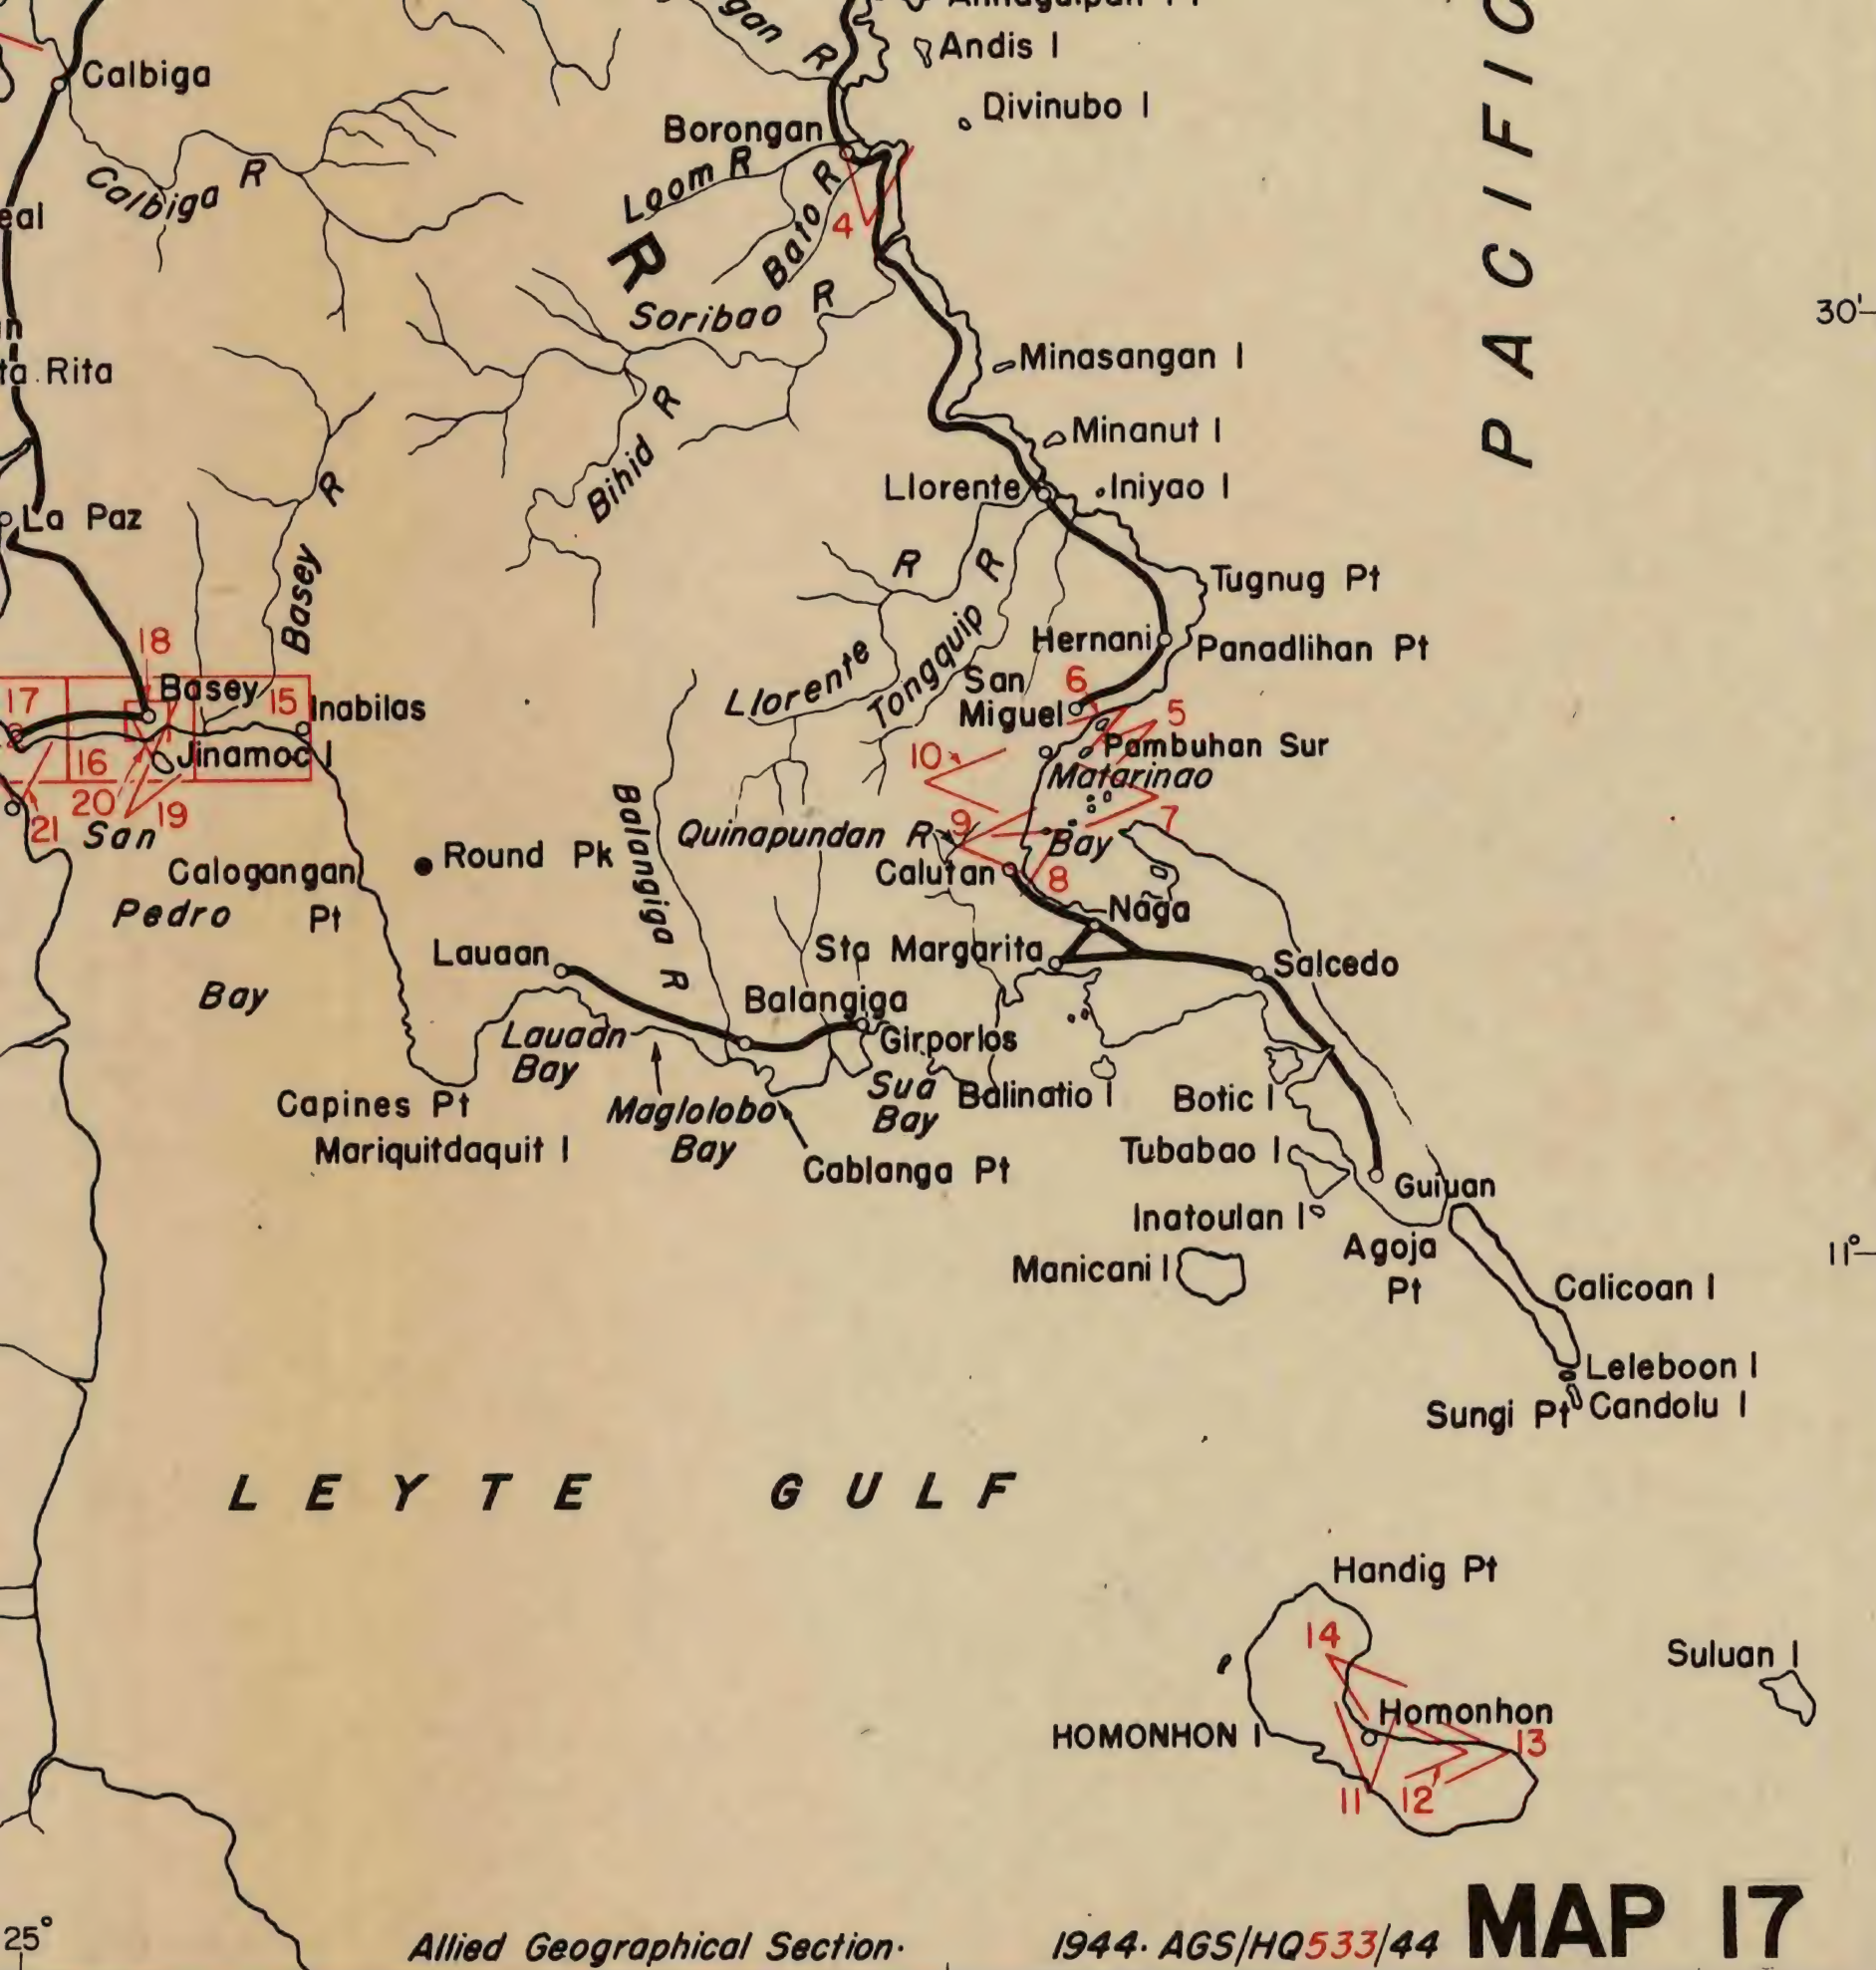 Andis I
Calbiga
Divinubo I
Borongan
Calbiga R
Loom R
Bato R
4
R
Soribao R
30'
Rita
Minasangan I
Minanut I
Bihid R
Llorente
Iniyao I
La Paz
Basey R
Tugnug Pt
Hernani
Panadlihan Pt
Llorente R
Tongquip R
San
Miguel
6
5
18
Basey
17
15
Inabilas
16
Jinamoc I
Pambuhan Sur
10
Matarinao
Bay
7
20
19
21
San
Pedro
Bay
Quinapundan R
9
Round Pk
Balangiga R
Calogangan
Pt
Calutan
8
Naga
Lauaan
Sta Margarita
Salcedo
Balangiga
Girporlos
Lauaan
Bay
Sua
Bay
Balinatio I
Botic I
Capines Pt
Maglolobo
Bay
Mariquitdaquit I
Cablanga Pt
Tubabao I
Guiuan
Inatoulan I
Agoja
Pt
11°
Manicani I
Calicoan I
Leleboon I
Sungi Pt
Candolu I
PACIFIC
LEYTE GULF
Handig Pt
14
Suluan I
Homonhon
HOMONHON I
13
11
12
25°
Allied Geographical Section.
1944. AGS/HQ533/44
MAP 17